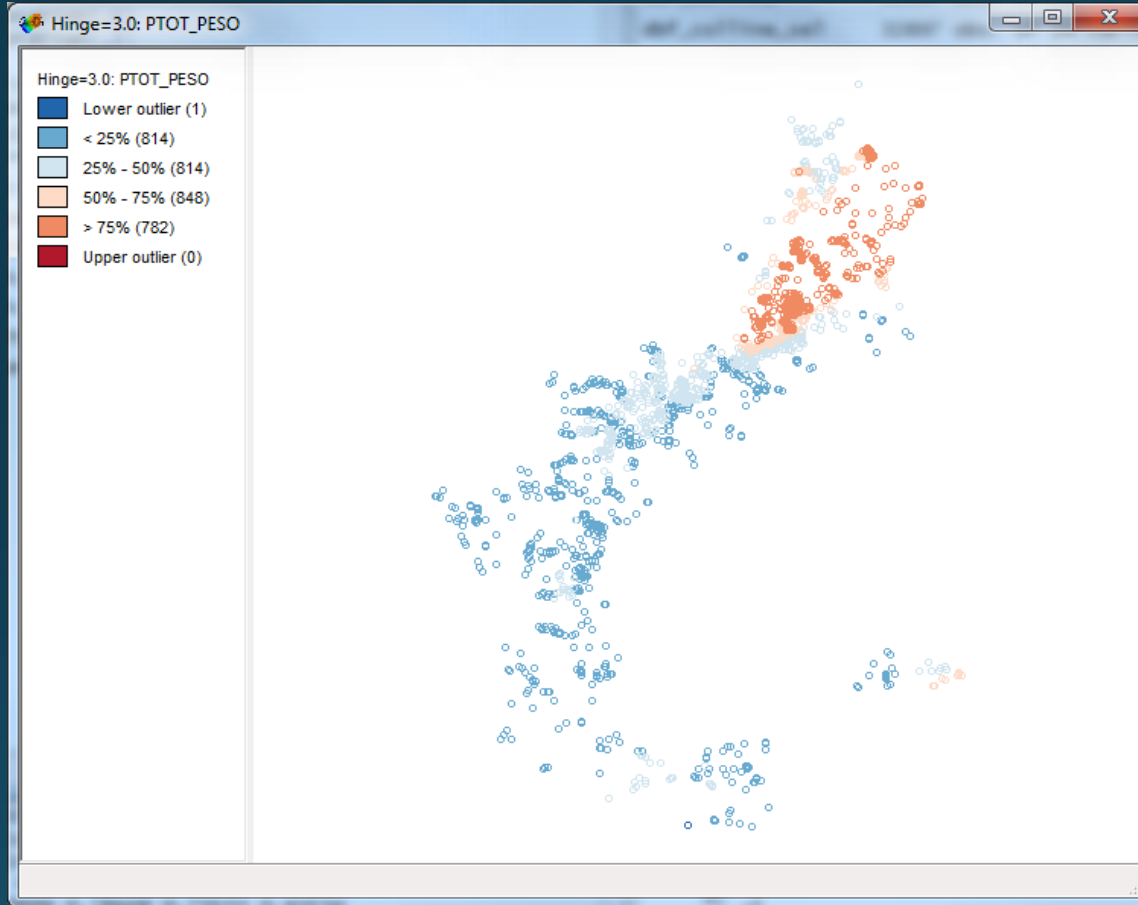 Hinge=3.0: PTOT_PESO
Hinge=3.0: PTOT_PESO
Lower outlier (1)
< 25% (814)
25% - 50% (814)
50% - 75% (848)
> 75% (782)
Upper outlier (0)